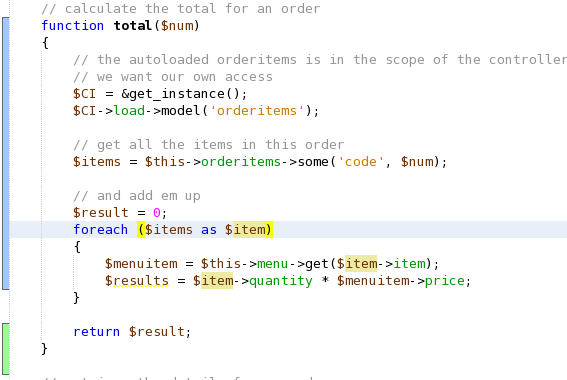 // calculate the total for an order
function total($num)
{
// the autoloaded orderitems is in the scope of the controller
// we want our own access
$CI = &get_instance();
$CI->load->model('orderitems');
// get all the items in this order
$items = $this->orderitems->some('code', $num);
// and add em up
$result = 0;
foreach ($items as $item)
{
$menuitem = $this->menu->get($item->item);
$results = $item->quantity * $menuitem->price;
}
return $result;
}